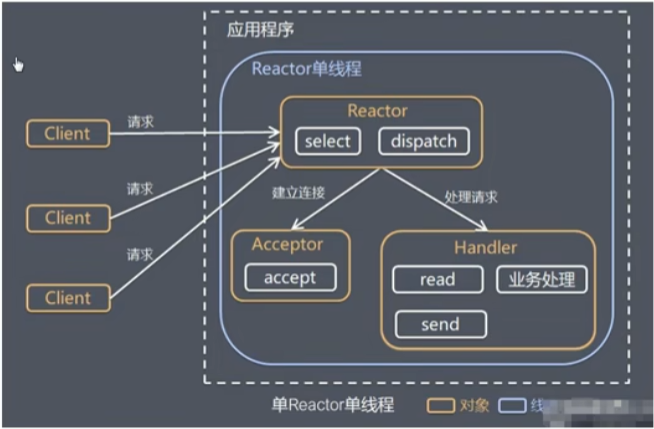 应用程序
Reactor单线程
Reactor
select
dispatch
Client
请求
Client
请求
Client
请求
建立连接
处理请求
Acceptor
accept
Handler
read
业务处理
send
单Reactor单线程
对象
线